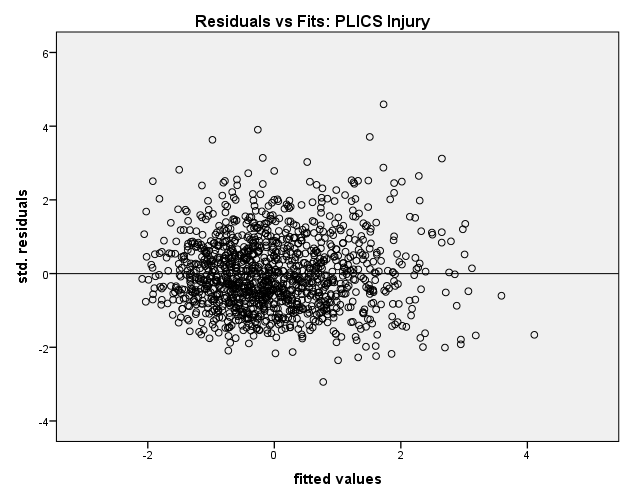 Residuals vs Fits: PLICS Injury
6
4
2
0
-2
-4
std. residuals
-2 0 2 4
fitted values